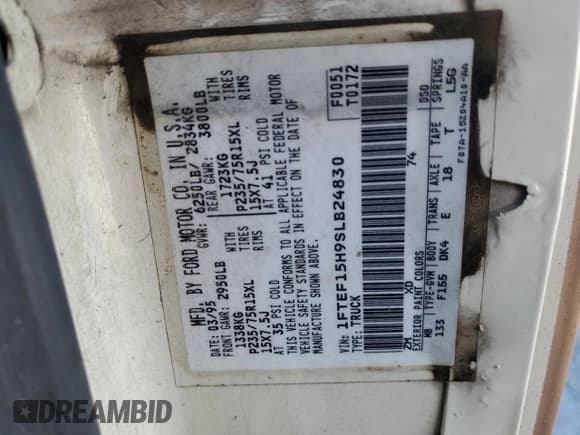 MFD. BY FORD MOTOR CO. IN U.S.A.
DATE: 03/95 GVWR: 6250LB/ 2834KG
FRONT GAWR: 2950LB REAR GAWR: 3800LB
1338KG WITH 1723KG WITH
P235/75R15XL TIRES P235/75R15XL TIRES
15X7.5J RIMS 15X7.5J RIMS
AT 35 PSI COLD AT 41 PSI COLD
THIS VEHICLE CONFORMS TO ALL APPLICABLE FEDERAL MOTOR
VEHICLE SAFETY STANDARDS IN EFFECT ON THE DATE OF
MANUFACTURE SHOWN ABOVE.
VIN: 1FTEF15H9SLB24830 F0051
TYPE: TRUCK T0172
74
EXTERIOR PAINT COLORS DSO
ZM XD
WB TYPE-GVW BODY TRANS AXLE TAPE SPRINGS
133 F155 DK4 E 18 T L5G
F0TA-15204A10-AA
DREAMBID